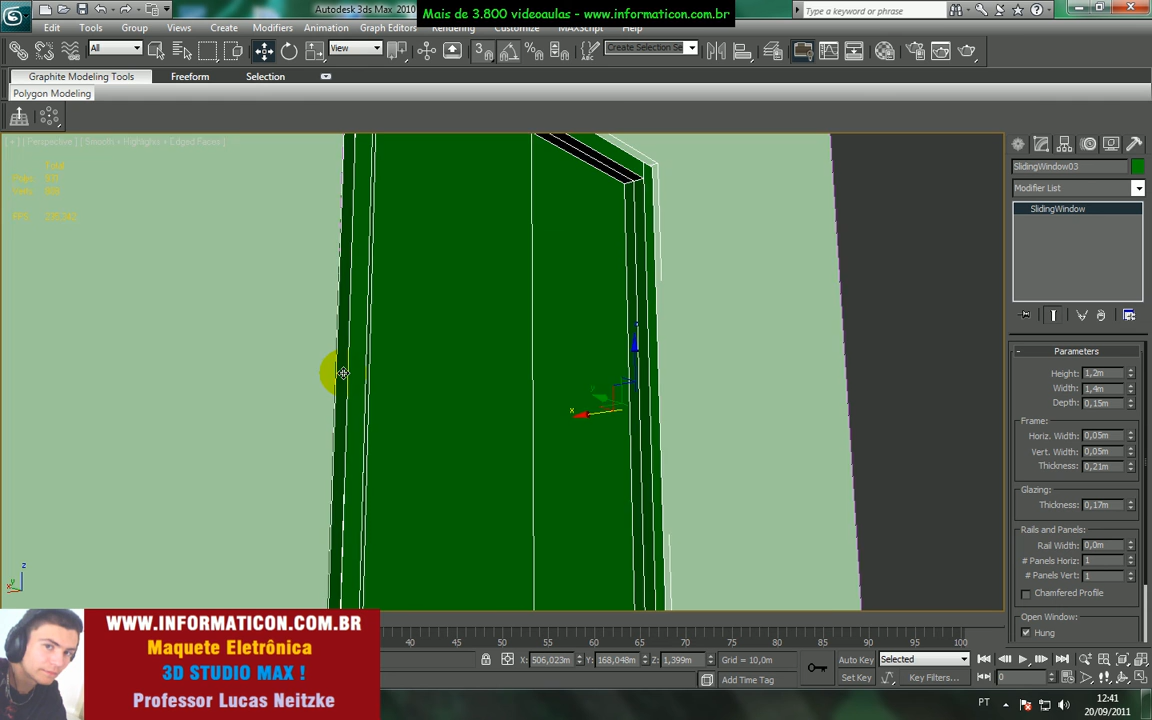 Autodesk 3ds Max 2010
Mais de 3.800 videoaulas - www.informaticon.com.br
Type a keyword or phrase
Edit Tools Group Views Create Modifiers Animation Graph Editors Rendering Customize MAXScript Help
All
View
Create Selection Se
Graphite Modeling Tools Freeform Selection
Polygon Modeling
[ + ] [ Perspective ] [ Smooth + Highlights + Edged Faces ]
Total
FPS:
SlidingWindow03
Modifier List
SlidingWindow
Parameters
Height: 1,2m
Width: 1,4m
Depth: 0,15m
Frame:
Horiz. Width: 0,05m
Vert. Width: 0,05m
Thickness: 0,21m
Glazing:
Thickness: 0,17m
Rails and Panels:
Rail Width: 0,0m
# Panels Horiz: 1
# Panels Vert: 1
Chamfered Profile
Open Window:
Hung
x
y
z
WWW.INFORMATICON.COM.BR
Maquete Eletrônica
3D STUDIO MAX !
Professor Lucas Neitzke
40 45 50 55 60 65 70 75 80 85 90 95 100
X: 506,023m Y: 168,048m Z: 1,399m Grid = 10,0m
Add Time Tag
Auto Key Selected
Set Key Key Filters... 0
PT
12:41
20/09/2011